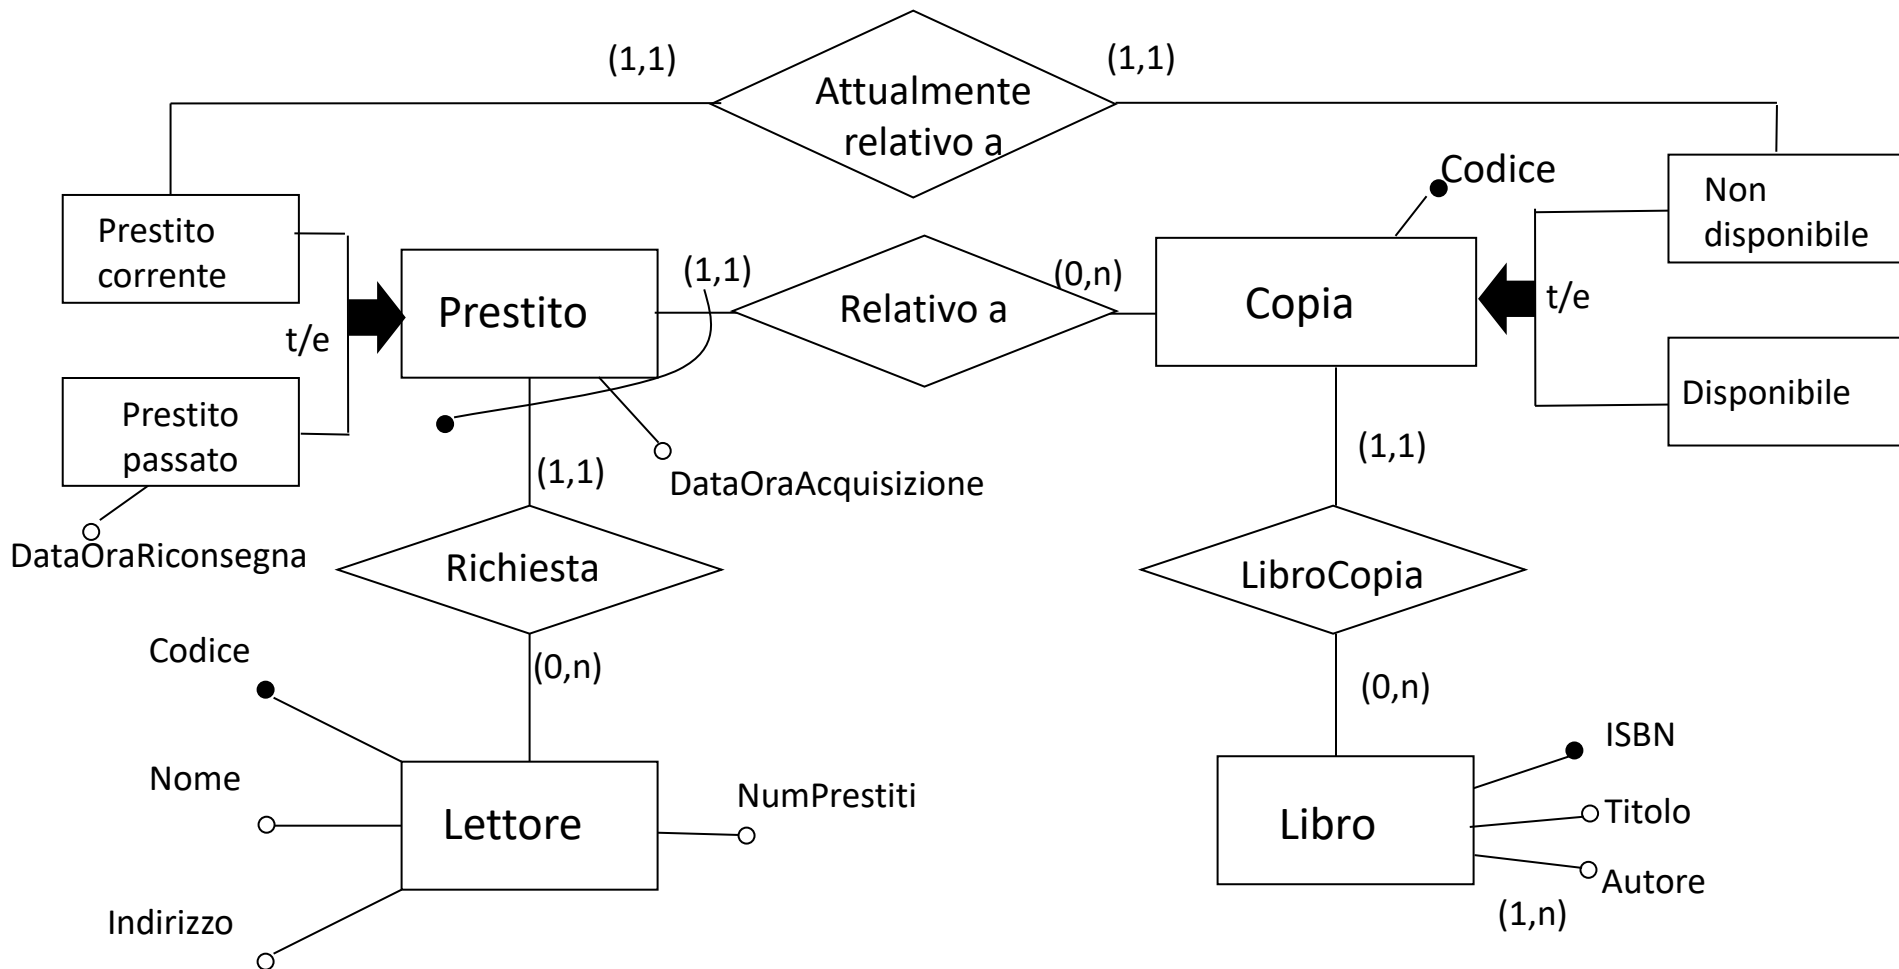 (1,1)
(1,1)
Attualmente
relativo a
Codice
Non
disponibile
Prestito
corrente
(1,1)
(0,n)
Prestito
Relativo a
Copia
t/e
t/e
Disponibile
Prestito
passato
(1,1)
(1,1)
DataOraAcquisizione
DataOraRiconsegna
Richiesta
LibroCopia
Codice
(0,n)
(0,n)
ISBN
Nome
NumPrestiti
Titolo
Lettore
Libro
Autore
Indirizzo
(1,n)